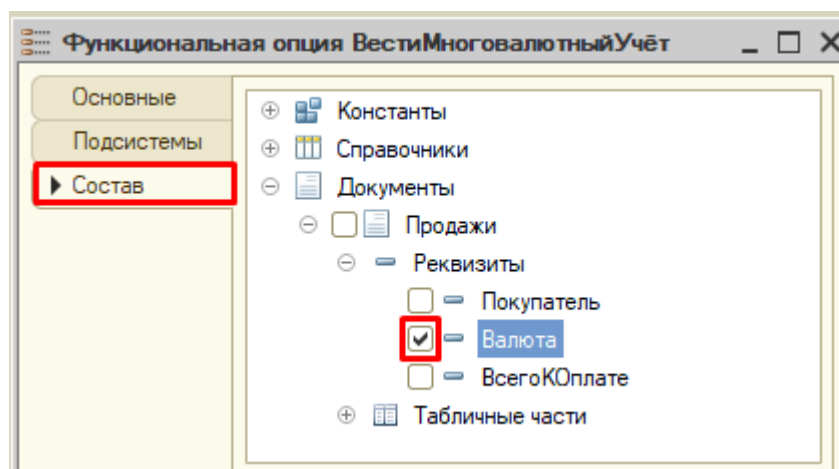 Функциональная опция ВестиМноговалютныйУчёт
Основные
Подсистемы
Состав
Константы
Справочники
Документы
Продажи
Реквизиты
Покупатель
Валюта
ВсегоКОплате
Табличные части